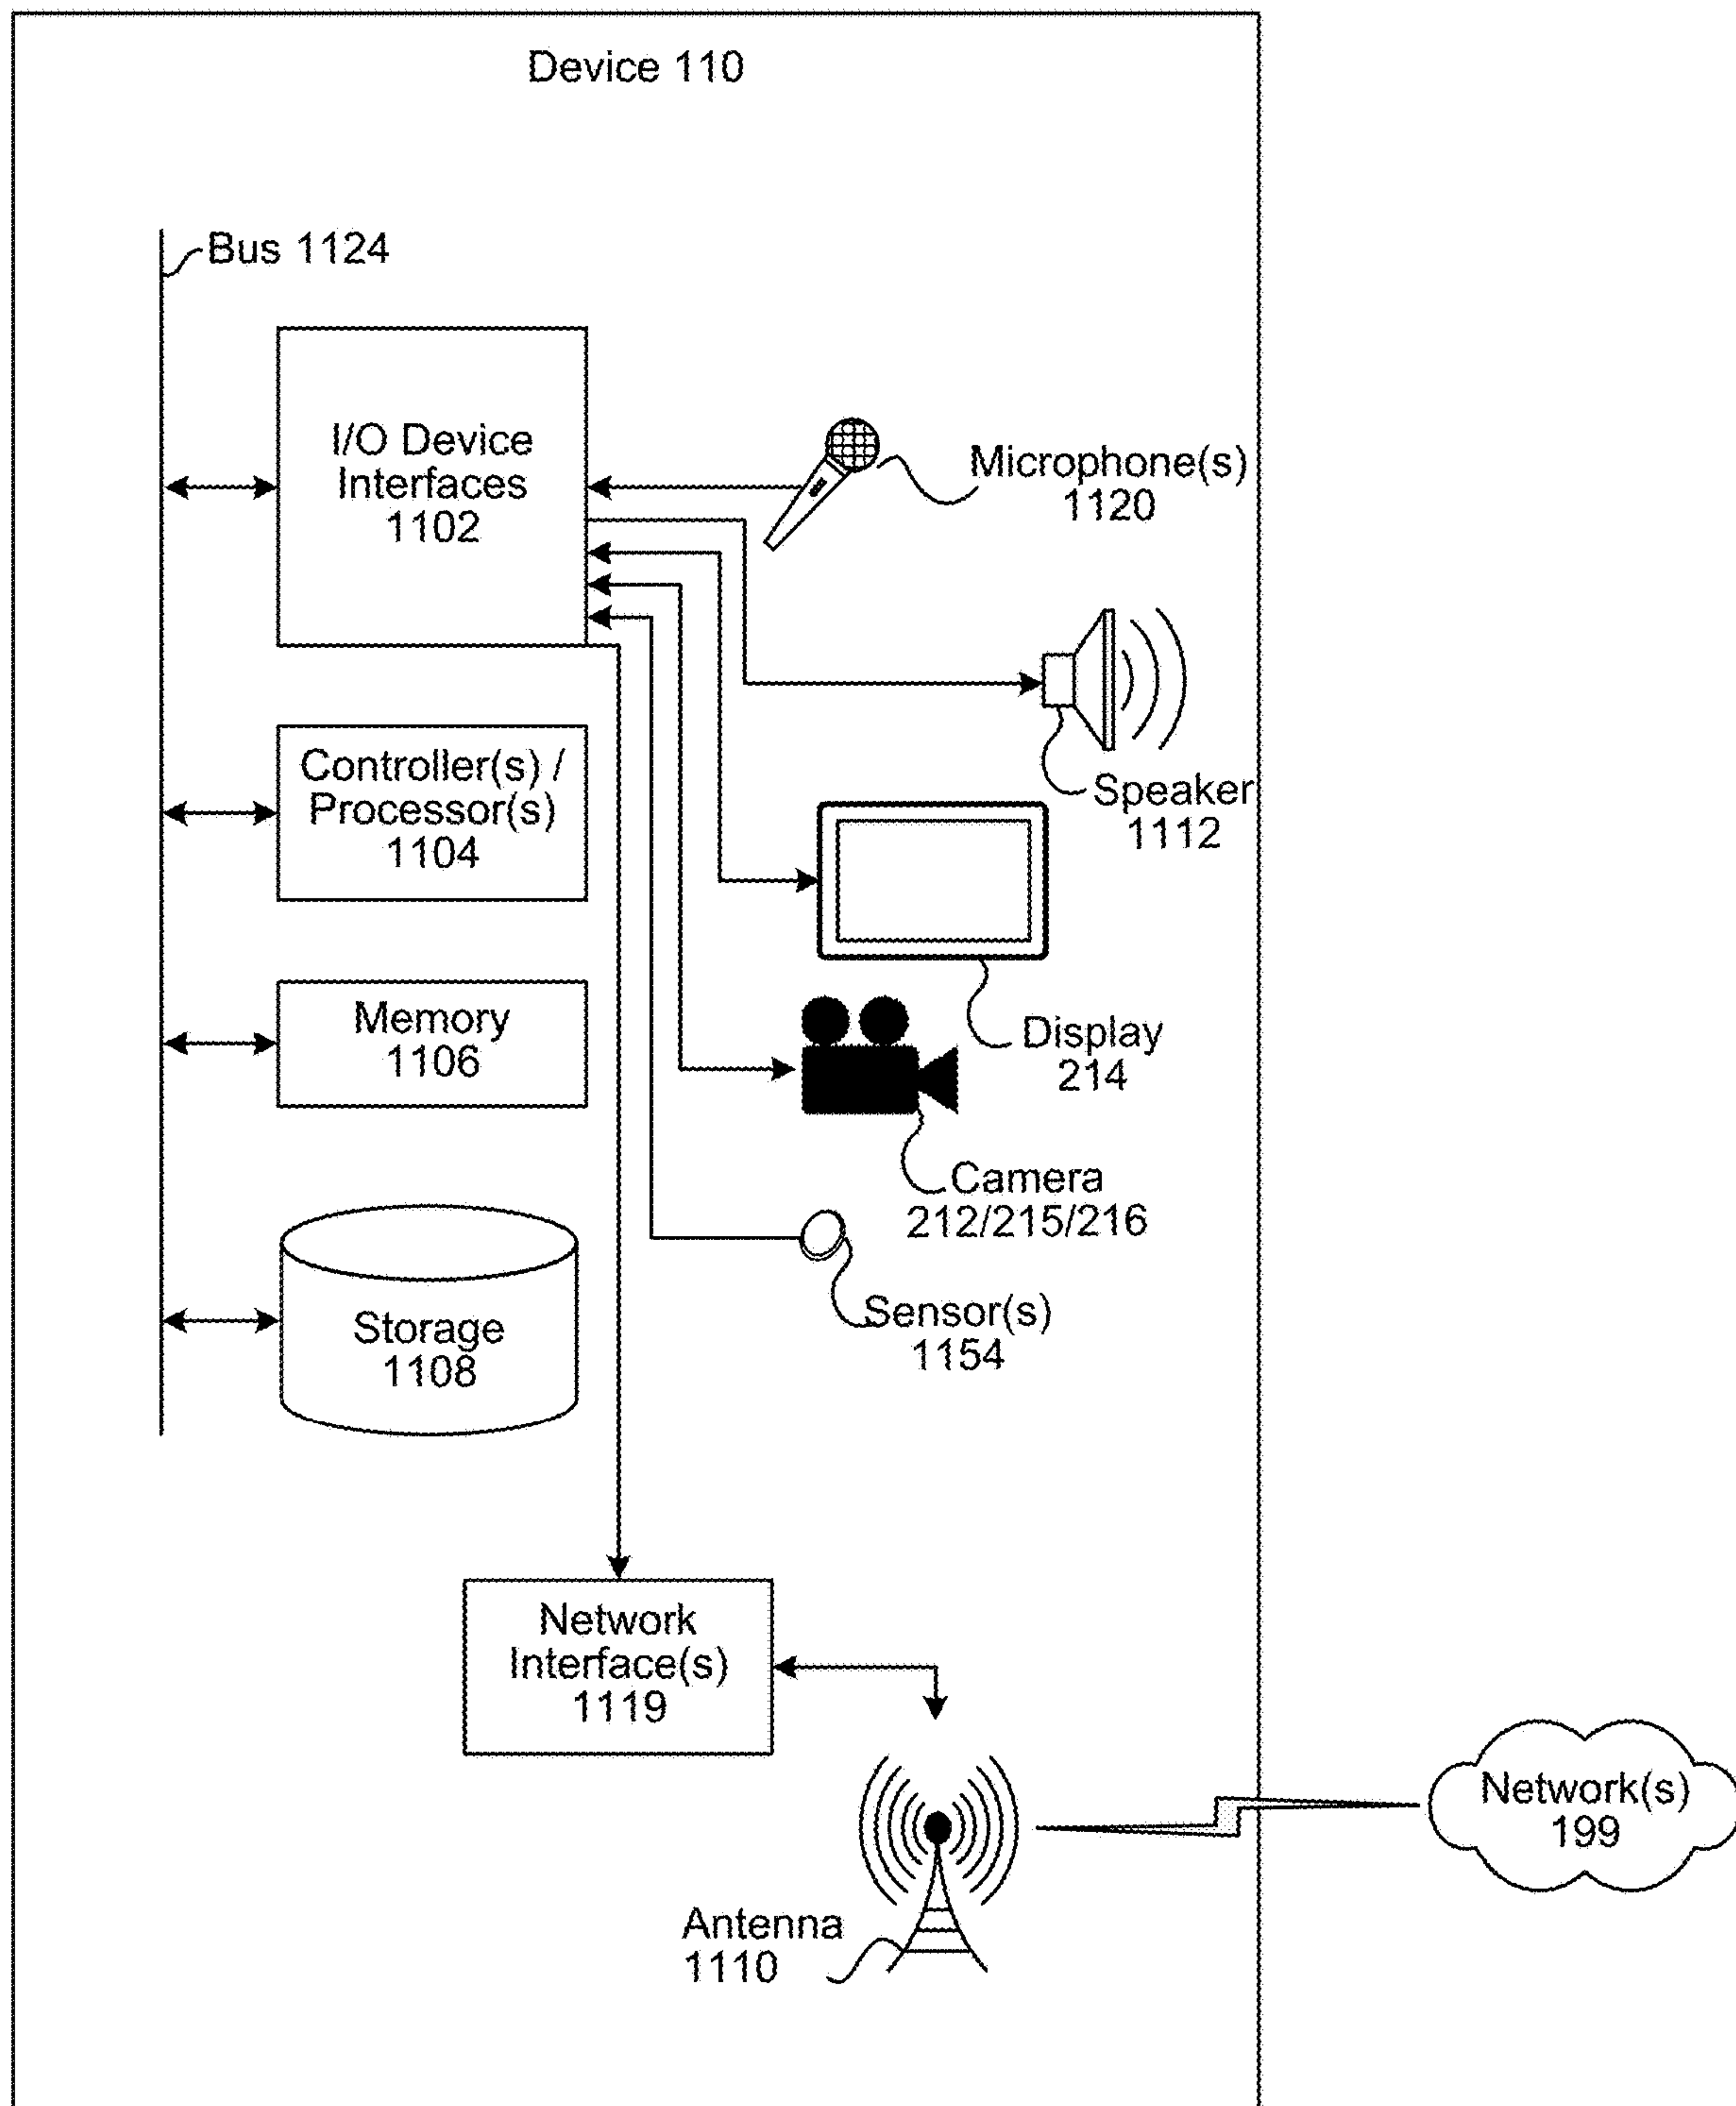 Device 110
Bus 1124
I/O Device
Interfaces
1102
Microphone(s)
1120
Speaker
1112
Controller(s) /
Processor(s)
1104
Display
214
Memory
1106
Camera
212/215/216
Sensor(s)
1154
Storage
1108
Network
Interface(s)
1119
Network(s)
199
Antenna
1110